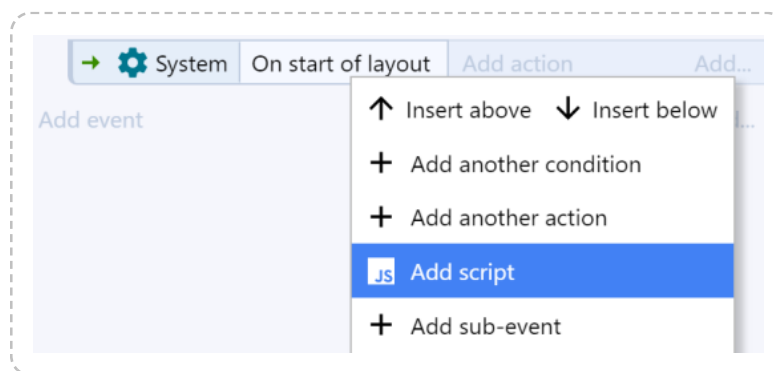 System On start of layout Add action Add...
Add event
Insert above Insert below
Add another condition
Add another action
JS Add script
Add sub-event